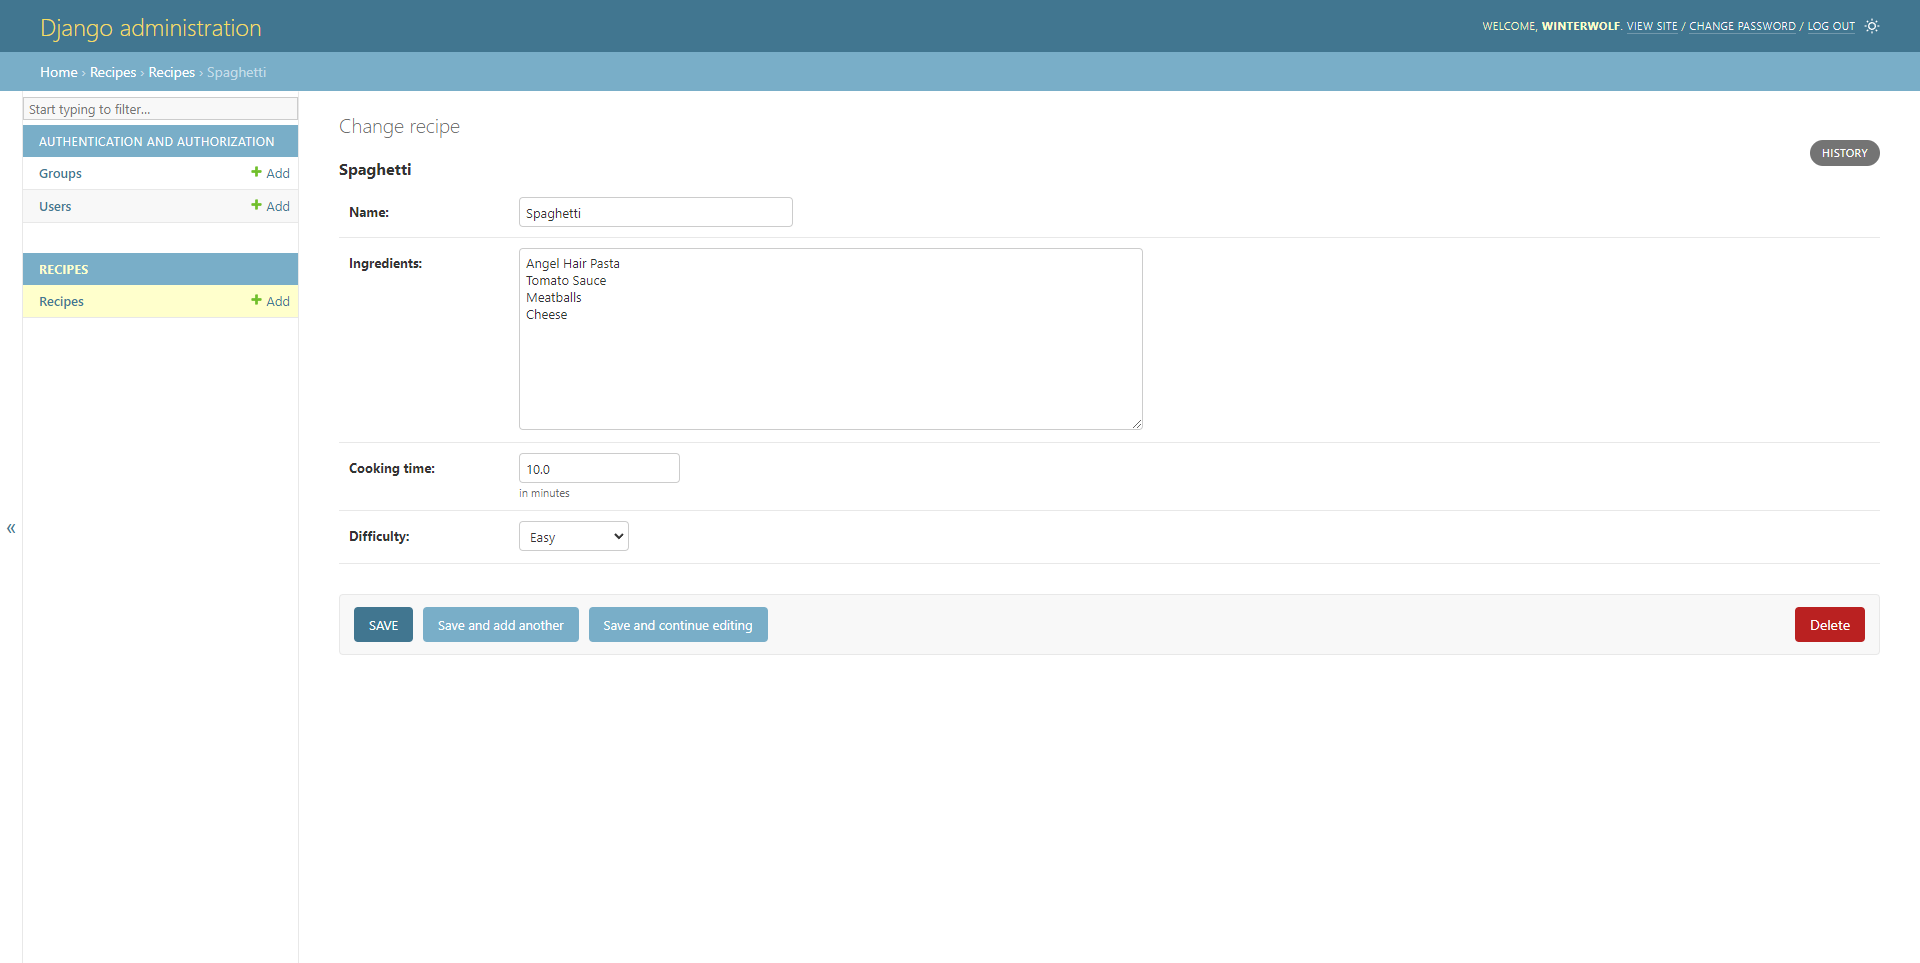 Django administration
WELCOME, WINTERWOLF. VIEW SITE / CHANGE PASSWORD / LOG OUT
Home › Recipes › Recipes › Spaghetti
Start typing to filter...
AUTHENTICATION AND AUTHORIZATION
Groups + Add
Users + Add
RECIPES
Recipes + Add
«
Change recipe
HISTORY
Spaghetti
Name: Spaghetti
Ingredients: Angel Hair Pasta
Tomato Sauce
Meatballs
Cheese
Cooking time: 10.0
in minutes
Difficulty: Easy
SAVE Save and add another Save and continue editing Delete